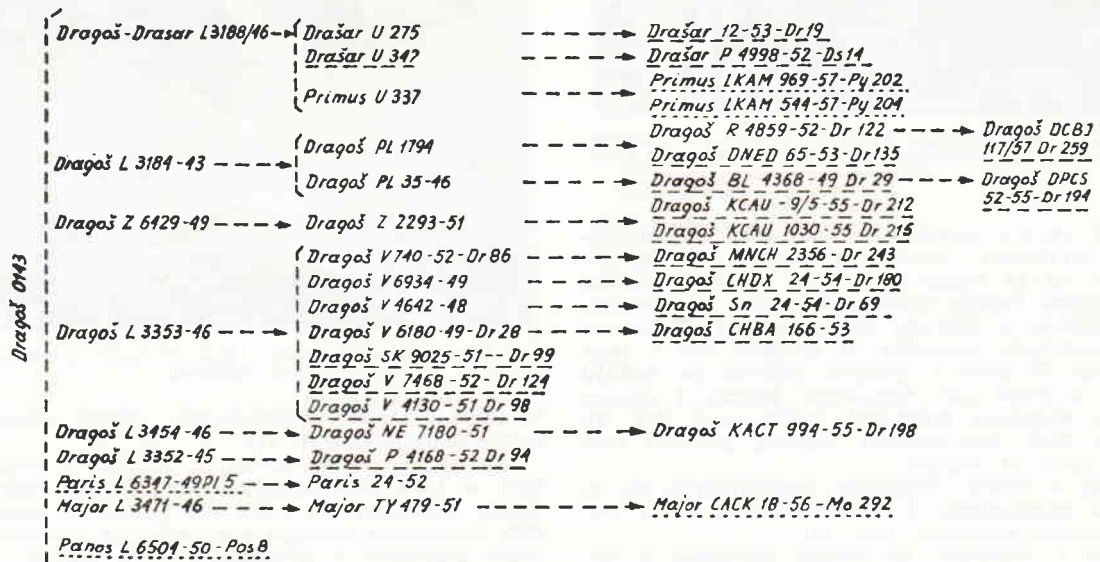 Dragoš-Drasar L3188/46 Drašar U 275 Drašar 12-53-Dr19
Drašar U 347 Drašar P 4998-52-Ds14
Primus U 337 Primus LKAM 969-57-Py 202
Primus LKAM 544-57-Py 204
Dragoš L 3184-43 Dragoš PL 1794 Dragoš R 4859-52-Dr 122 Dragoš DCBJ 117/57 Dr 259
Dragoš DNED 65-53-Dr135
Dragoš PL 35-46 Dragoš BL 4368-49 Dr 29 Dragoš DPCS 52-55-Dr 194
Dragoš KCAU - 9/5-55-Dr 212
Dragoš Z 6429-49 Dragoš Z 2293-51 Dragoš KCAU 1030-55 Dr 215
Dragoš V 740-52-Dr 86 Dragoš MNCH 2356-Dr 243
Dragoš V 6934-49 Dragoš CHDX 24-54-Dr 180
Dragoš V 4642-48 Dragoš Sn 24-54-Dr 69
Dragoš 0143
Dragoš L 3353-46 Dragoš V 6180-49-Dr 28 Dragoš CHBA 166-53
Dragoš SK 9025-51-- Dr 99
Dragoš V 7468-52- Dr 124
Dragoš V 4130-51 Dr 98
Dragoš L 3454-46 Dragoš NE 7180-51 Dragoš KACT 994-55-Dr 198
Dragoš L 3352-45 Dragoš P 4168-52 Dr 94
Paris L 6347-49Pl 5 Paris 24-52
Major L 3471-46 Major TY 479-51 Major CACK 18-56-Ma 292
Panos L 6504-50-Pos 8